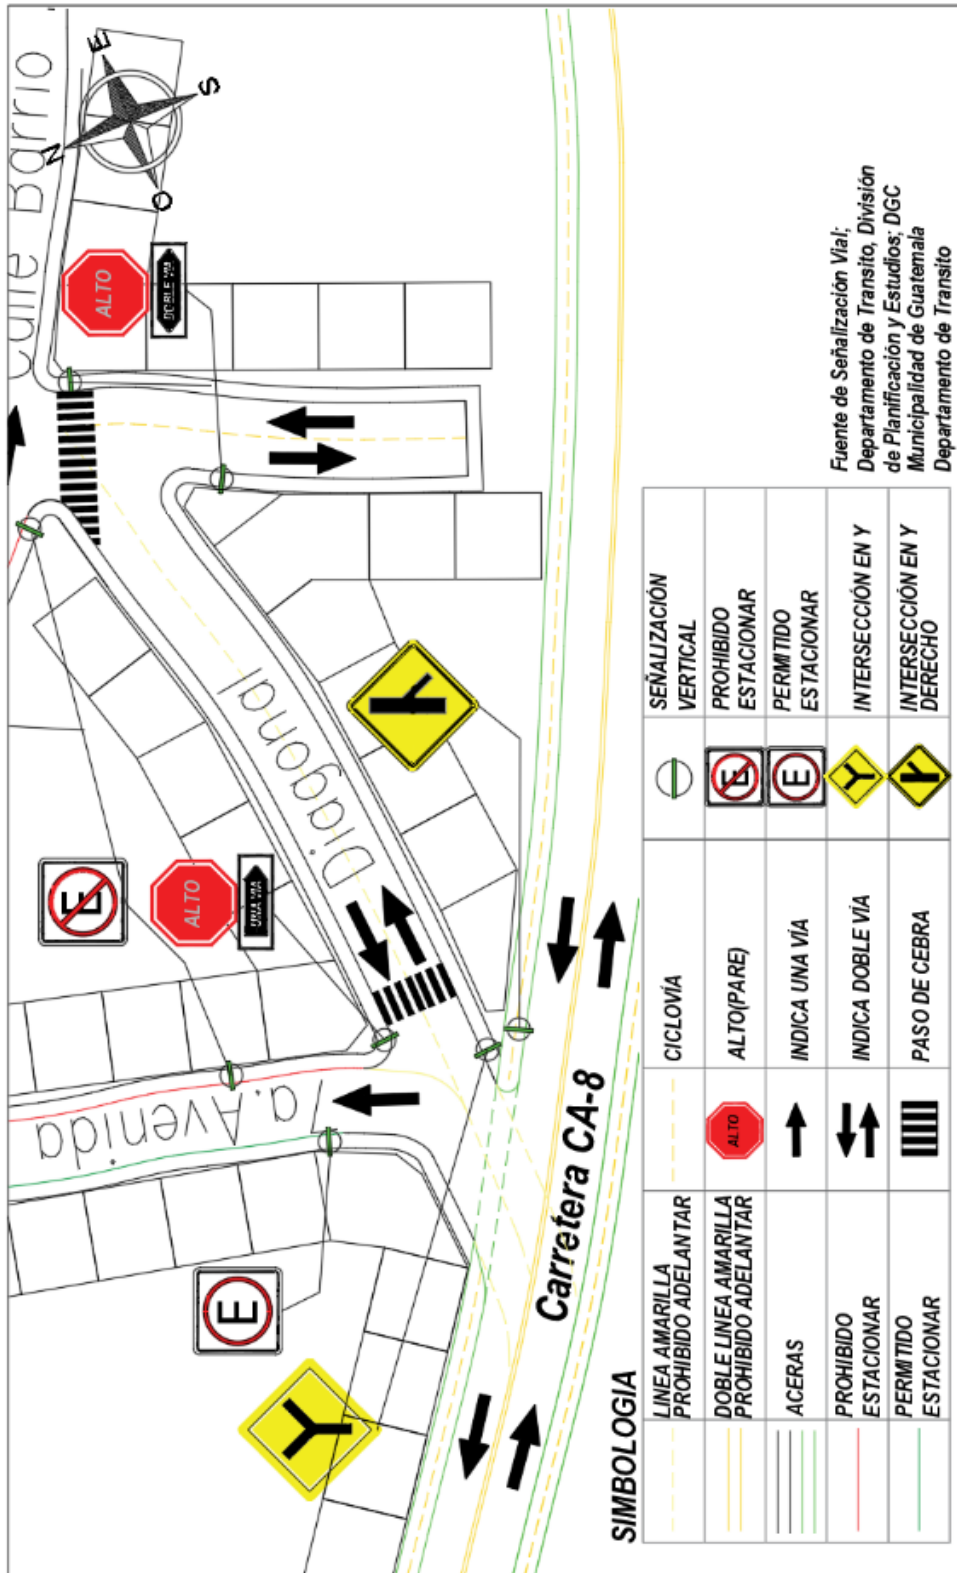 Calle Barrio
N
E
S
O
ALTO
DOBLE VIA
E
ALTO
UNA VIA
Diagonal
a. Avenida
E
Carretera CA-8
SIMBOLOGIA
LINEA AMARILLA
PROHIBIDO ADELANTAR
DOBLE LINEA AMARILLA
PROHIBIDO ADELANTAR
ACERAS
PROHIBIDO
ESTACIONAR
PERMITIDO
ESTACIONAR
CICLOVÍA
ALTO
ALTO(PARE)
INDICA UNA VÍA
INDICA DOBLE VÍA
PASO DE CEBRA
SEÑALIZACIÓN
VERTICAL
E
PROHIBIDO
ESTACIONAR
E
PERMITIDO
ESTACIONAR
INTERSECCIÓN EN Y
INTERSECCIÓN EN Y
DERECHO
Fuente de Señalización Vial;
Departamento de Transito, División
de Planificación y Estudios; DGC
Municipalidad de Guatemala
Departamento de Transito